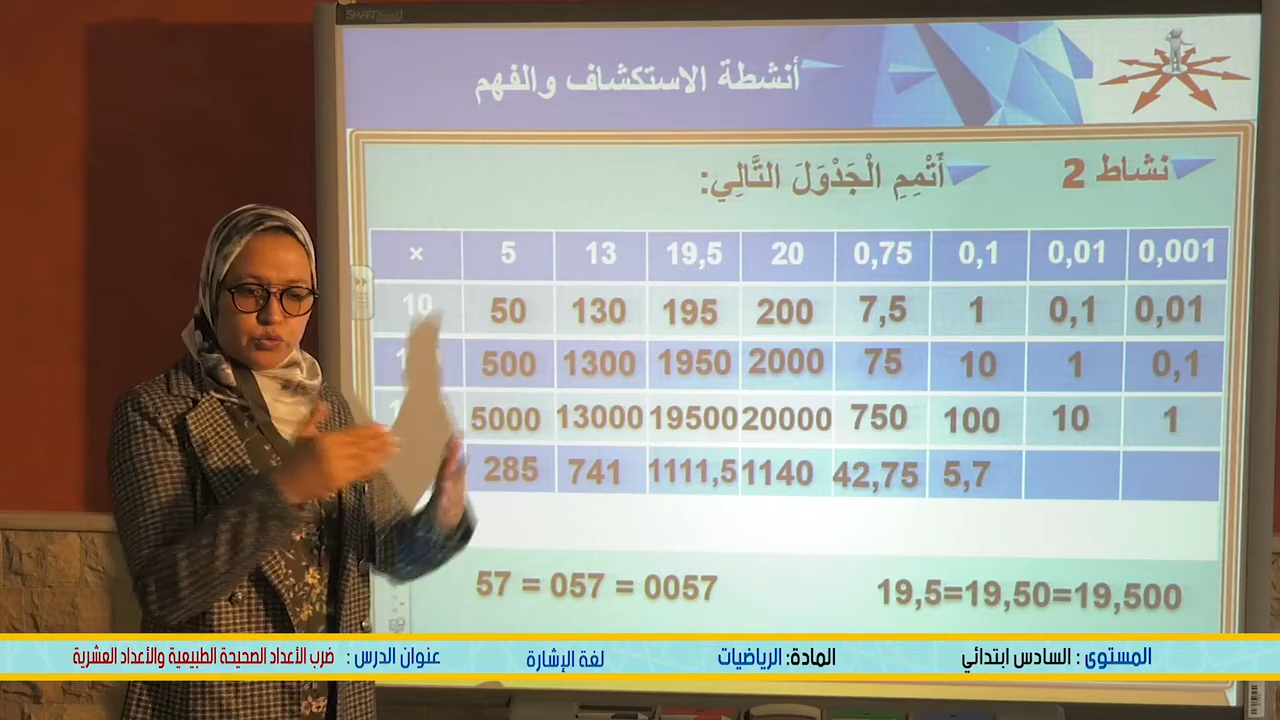 SMART
أنشطة الاستكشاف والفهم
نشاط 2
أَتْمِمِ الْجَدْوَلَ التَّالِي:
× 5 13 19,5 20 0,75 0,1 0,01 0,001
10 50 130 195 200 7,5 1 0,1 0,01
500 1300 1950 2000 75 10 1 0,1
5000 13000 19500 20000 750 100 10 1
285 741 1111,5 1140 42,75 5,7
57 = 057 = 0057
19,5=19,50=19,500
المستوى : السادس ابتدائي
المادة: الرياضيات
لغة الإشارة
عنوان الدرس : ضرب الأعداد الصحيحة الطبيعية والأعداد العشرية